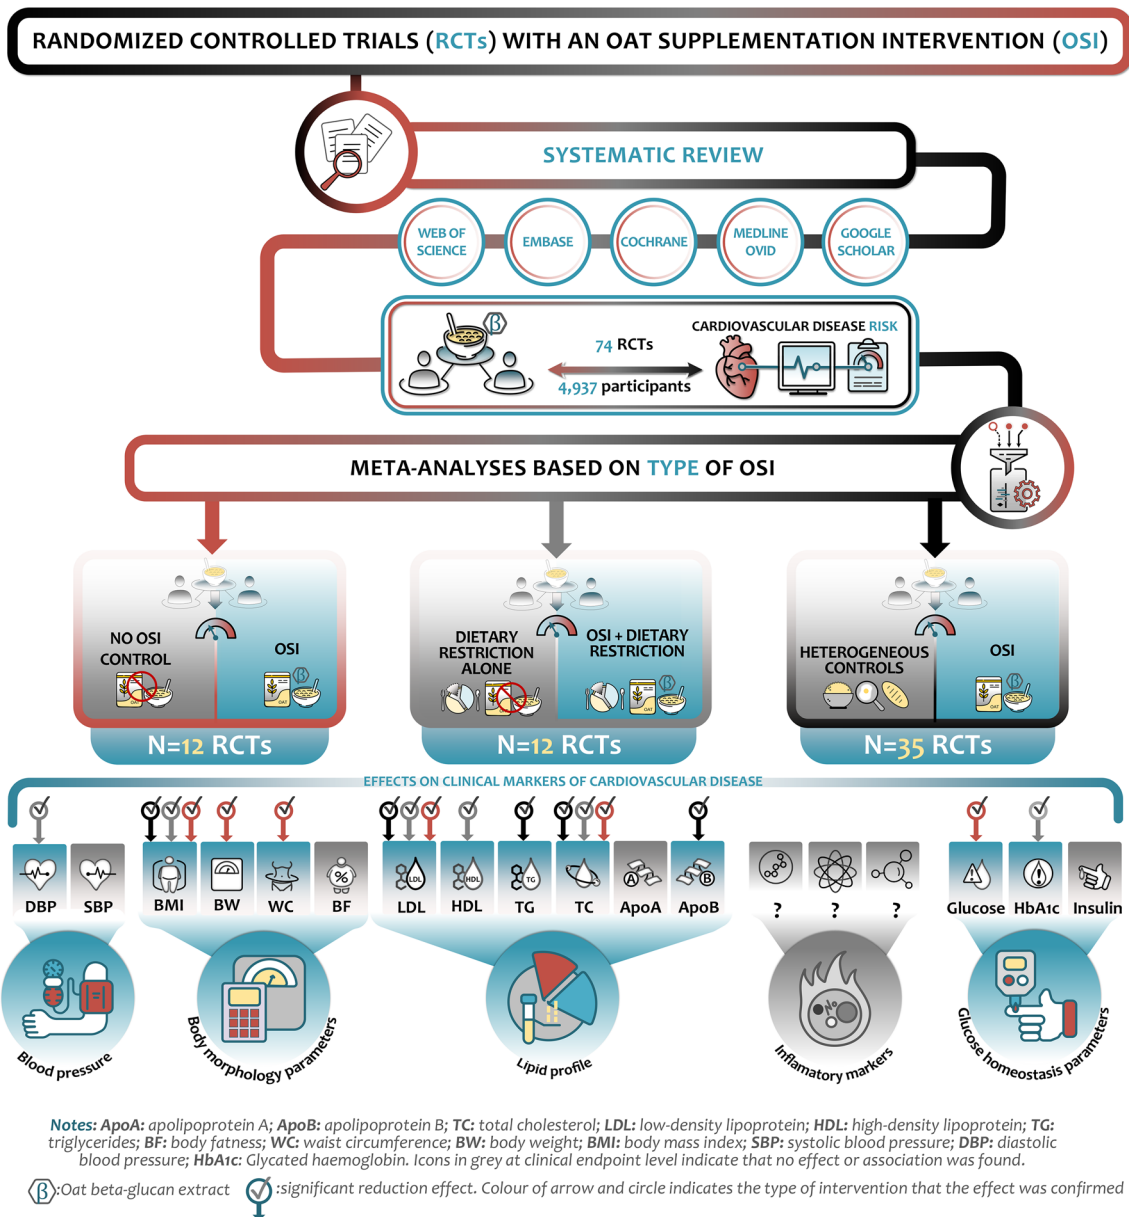 RANDOMIZED CONTROLLED TRIALS (RCTs) WITH AN OAT SUPPLEMENTATION INTERVENTION (OSI)
SYSTEMATIC REVIEW
WEB OF
SCIENCE
EMBASE
COCHRANE
MEDLINE
OVID
GOOGLE
SCHOLAR
β
74 RCTs
4,937 participants
CARDIOVASCULAR DISEASE RISK
META-ANALYSES BASED ON TYPE OF OSI
NO OSI
CONTROL
OAT
OSI
β
OAT
N=12 RCTs
DIETARY
RESTRICTION
ALONE
OAT
OSI + DIETARY
RESTRICTION
β
OAT
N=12 RCTs
HETEROGENEOUS
CONTROLS
OSI
β
OAT
N=35 RCTs
EFFECTS ON CLINICAL MARKERS OF CARDIOVASCULAR DISEASE
DBP
SBP
BMI
BW
WC
%
BF
LDL
LDL
HDL
HDL
TG
TG
TC
A
ApoA
B
ApoB
?
?
?
Glucose
HbA1c
Insulin
Blood pressure
Body morphology parameters
Lipid profile
Inflamatory markers
Glucose homeostasis parameters
Notes: ApoA: apolipoprotein A; ApoB: apolipoprotein B; TC: total cholesterol; LDL: low-density lipoprotein; HDL: high-density lipoprotein; TG:
triglycerides; BF: body fatness; WC: waist circumference; BW: body weight; BMI: body mass index; SBP: systolic blood pressure; DBP: diastolic
blood pressure; HbA1c: Glycated haemoglobin. Icons in grey at clinical endpoint level indicate that no effect or association was found.
β :Oat beta-glucan extract :significant reduction effect. Colour of arrow and circle indicates the type of intervention that the effect was confirmed